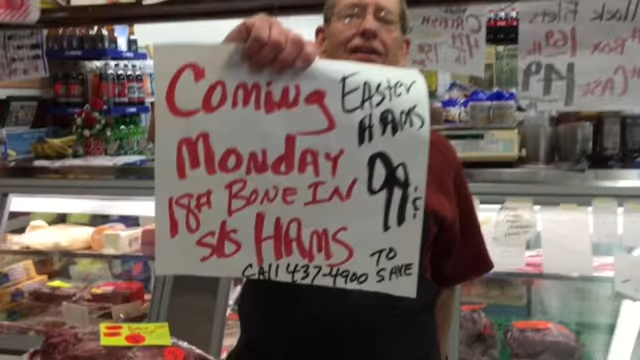 COMING
MONDAY
18# BONE IN
S/S HAMS
EASTER
HAMS
99¢
CALL 437-4900 TO
SAVE